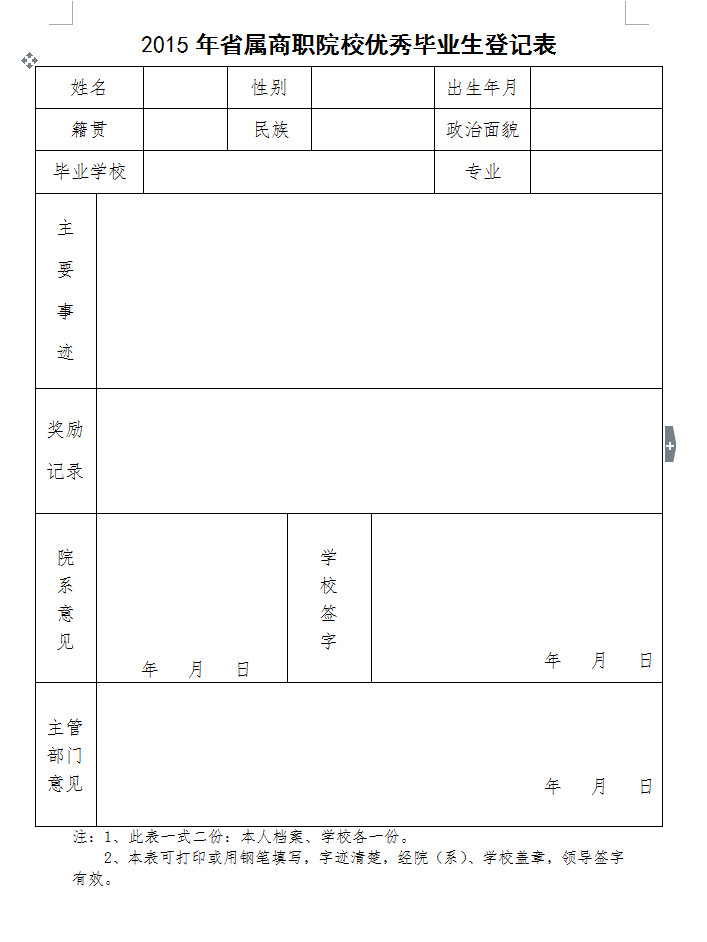 2015年省属商职院校优秀毕业生登记表
姓名 性别 出生年月
籍贯 民族 政治面貌
毕业学校 专业
主
要
事
迹
奖励
记录
院
系
意
见
年 月 日
学
校
签
字
年 月 日
主管
部门
意见
年 月 日
注：1、此表一式二份：本人档案、学校各一份。
2、本表可打印或用钢笔填写，字迹清楚，经院（系）、学校盖章，领导签字
有效。